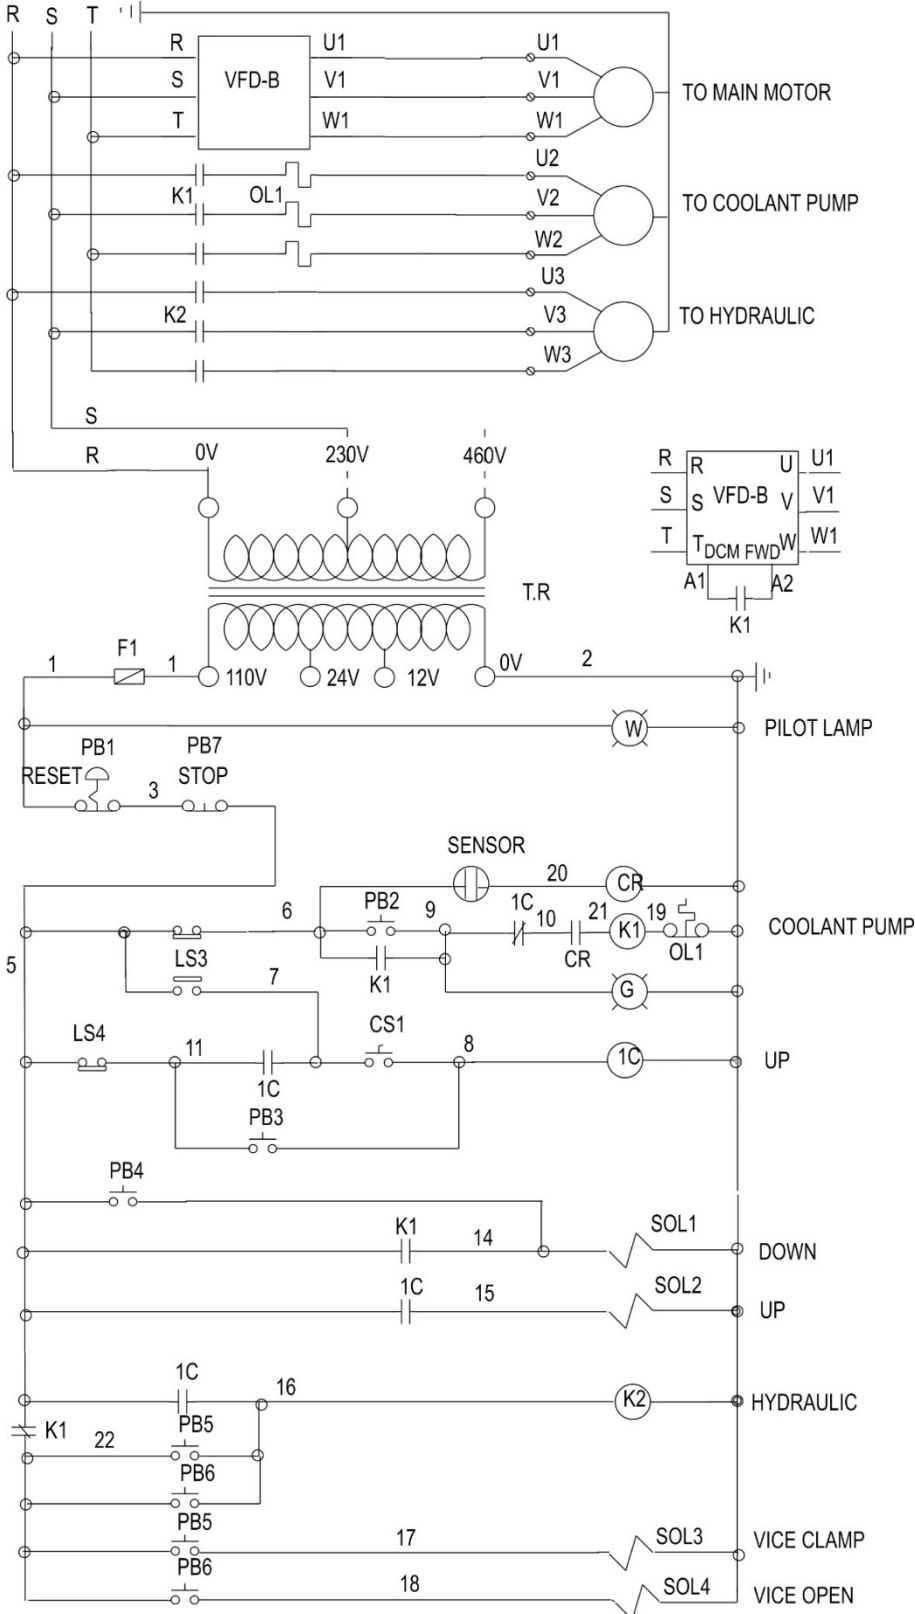 R S T
R VFD-B U1 U1
S V1 V1 TO MAIN MOTOR
T W1 W1
U2
K1 OL1 V2 TO COOLANT PUMP
W2
U3
K2 V3 TO HYDRAULIC
W3
S
R 0V 230V 460V
R R U U1
S S VFD-B V V1
T T DCM FWD W W1
A1 A2
K1
T.R
1 F1 1 110V 24V 12V 0V 2
W PILOT LAMP
PB1 PB7
RESET 3 STOP
SENSOR
20 CR
5 6 PB2 9 1C 10 21 K1 19 COOLANT PUMP
LS3 K1 CR OL1
7 G
LS4 11 CS1 8 1C UP
1C
PB3
PB4
K1 14 SOL1 DOWN
1C 15 SOL2 UP
1C 16 K2 HYDRAULIC
K1 22 PB5
PB6
PB5 17 SOL3 VICE CLAMP
PB6 18 SOL4 VICE OPEN